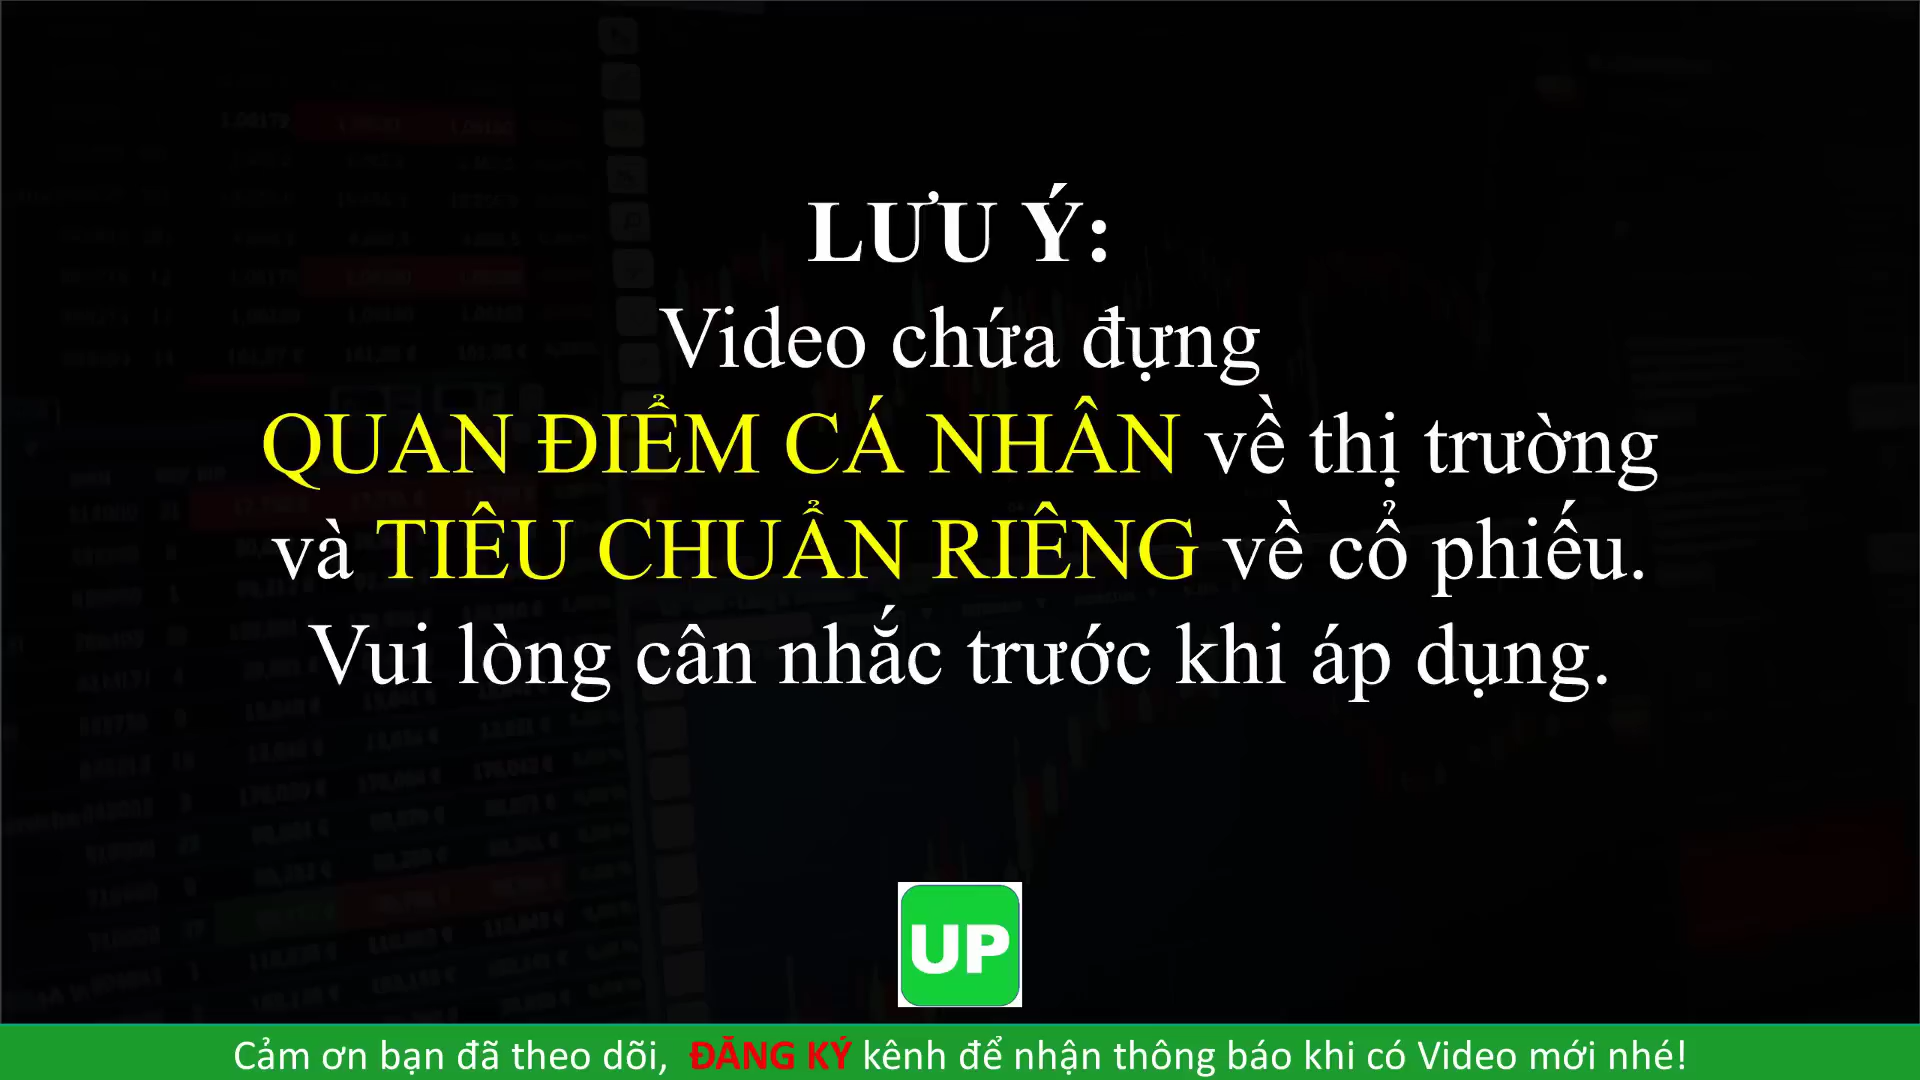 LƯU Ý:
Video chứa đựng
QUAN ĐIỂM CÁ NHÂN về thị trường
và TIÊU CHUẨN RIÊNG về cổ phiếu.
Vui lòng cân nhắc trước khi áp dụng.
UP
Cảm ơn bạn đã theo dõi, ĐĂNG KÝ kênh để nhận thông báo khi có Video mới nhé!